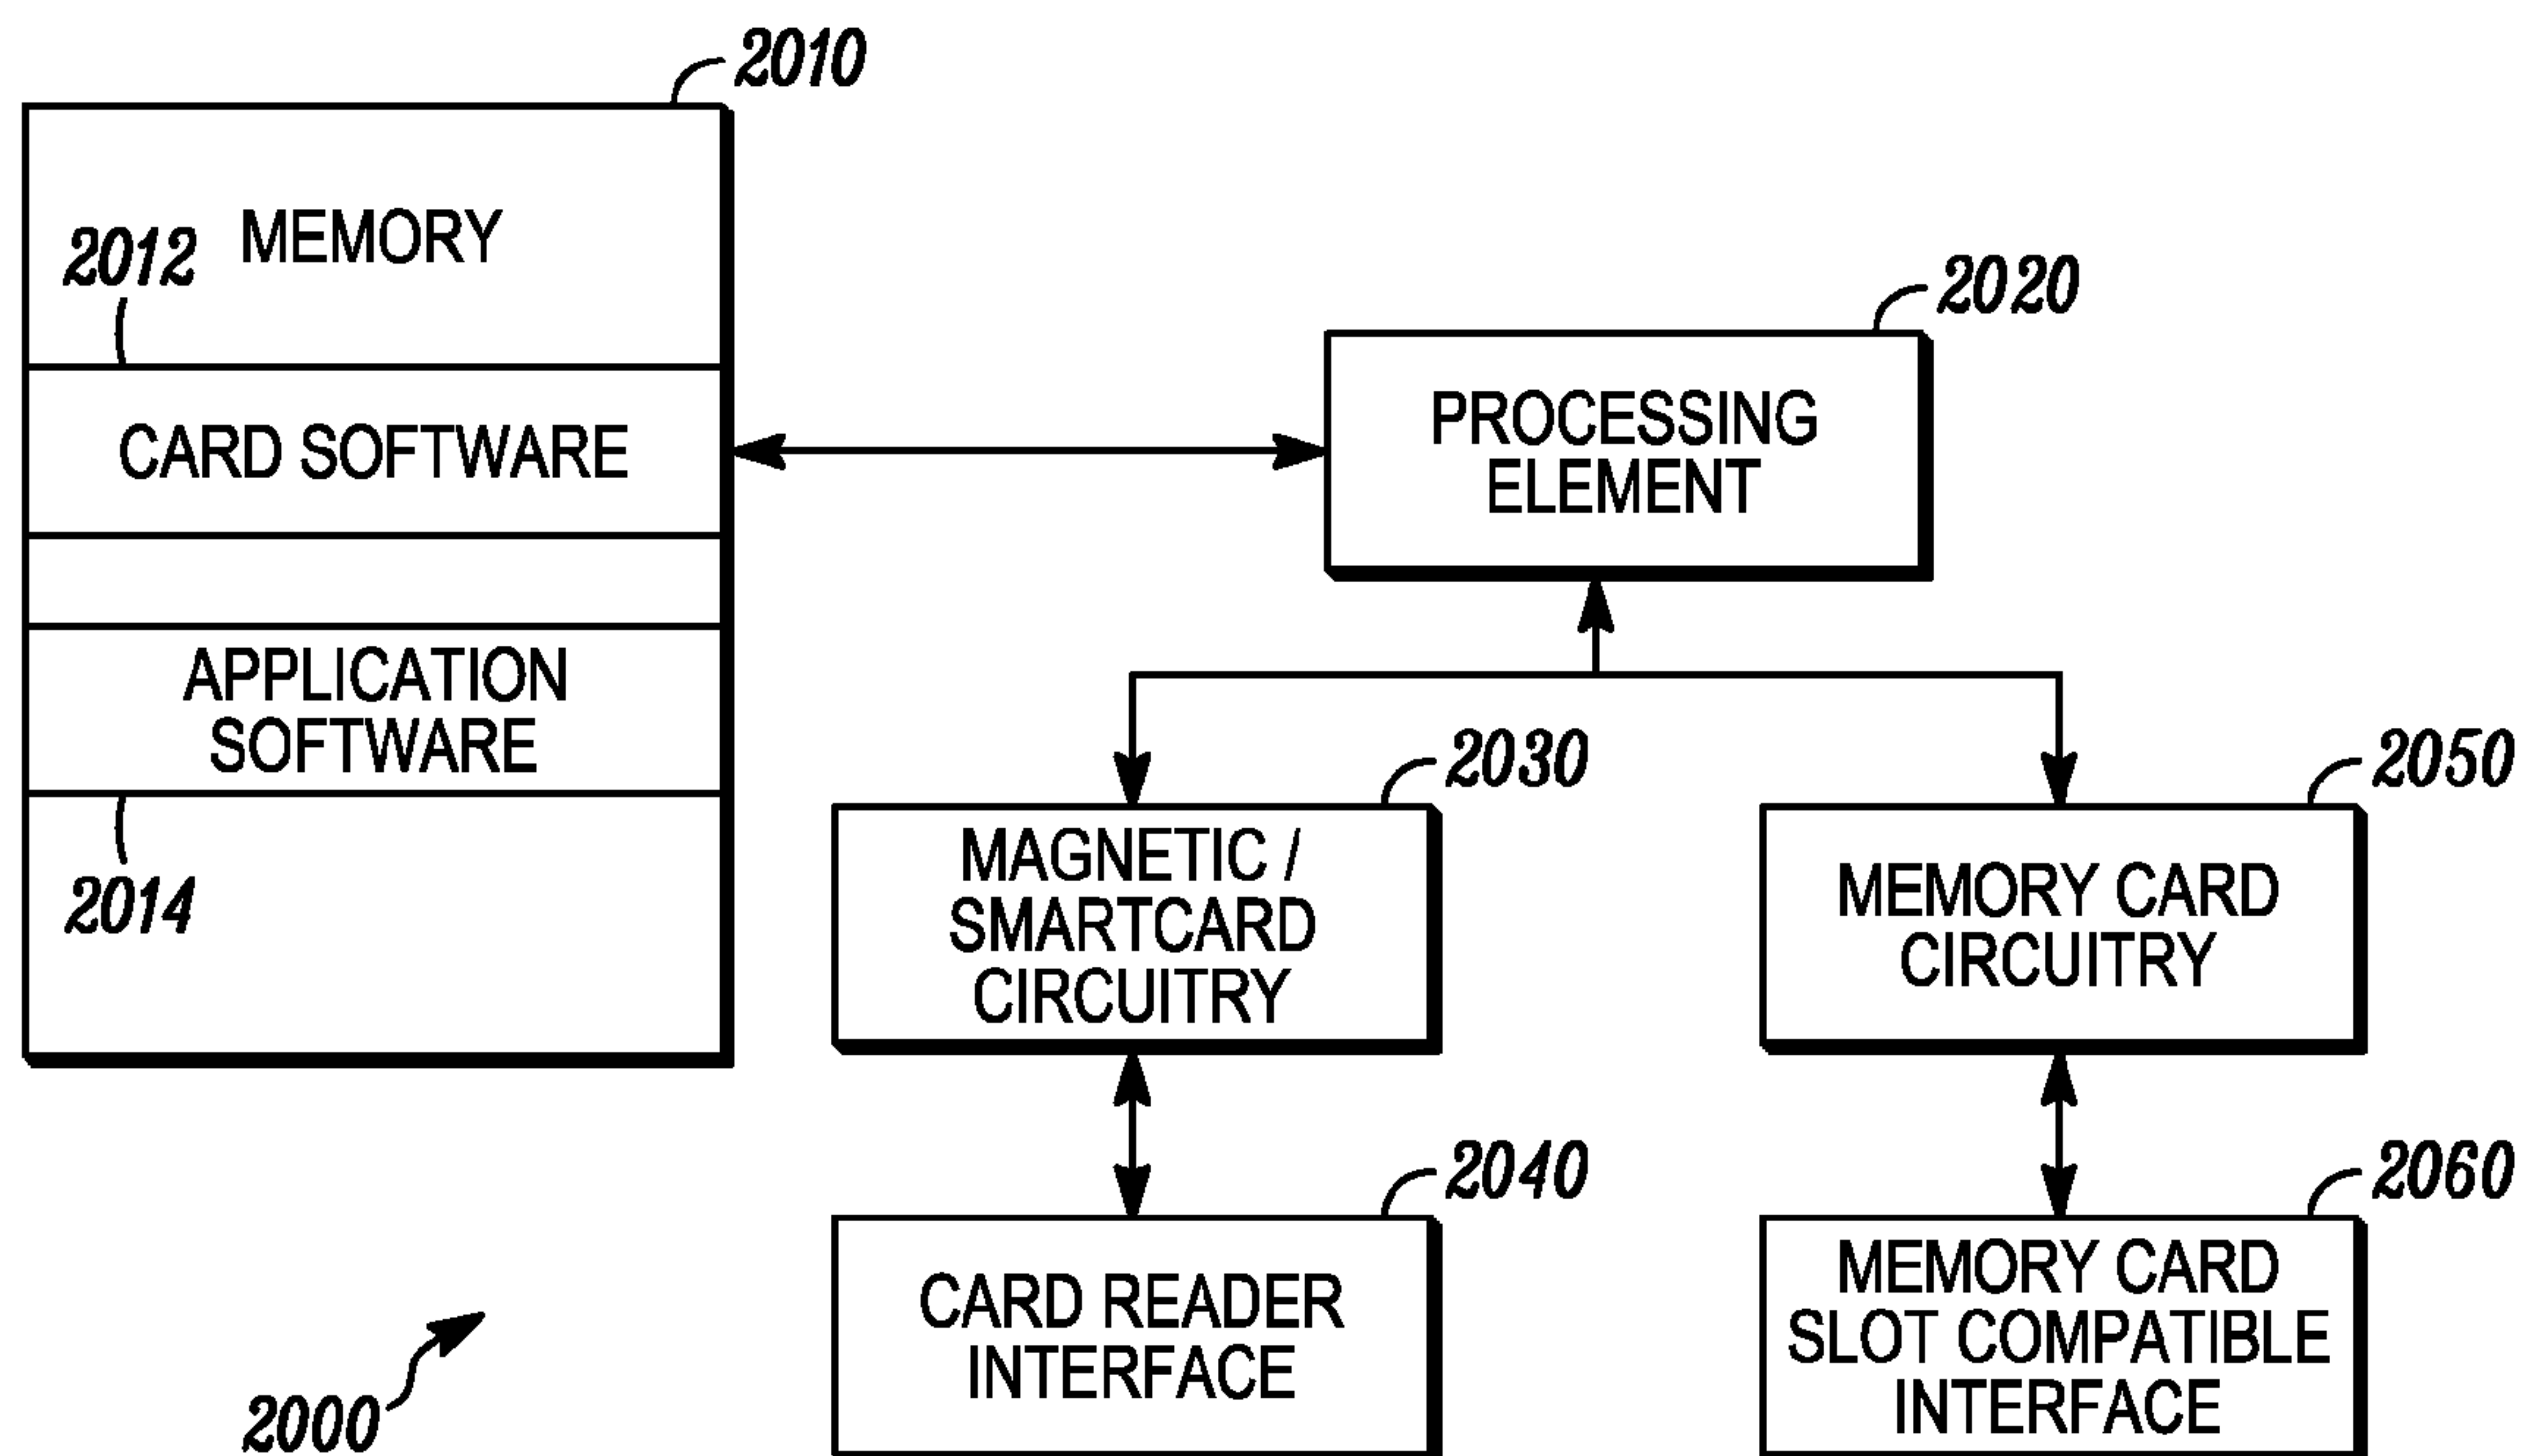 2010
MEMORY
2012
CARD SOFTWARE
APPLICATION
SOFTWARE
2014
2020
PROCESSING
ELEMENT
2030
MAGNETIC /
SMARTCARD
CIRCUITRY
2050
MEMORY CARD
CIRCUITRY
2040
CARD READER
INTERFACE
2060
MEMORY CARD
SLOT COMPATIBLE
INTERFACE
2000